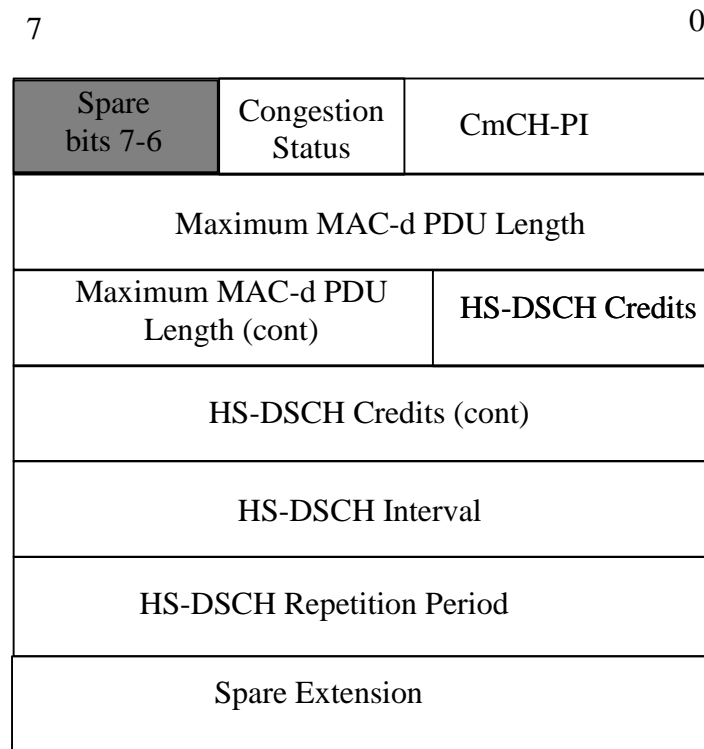 7 0
Spare
bits 7-6
Congestion
Status
CmCH-PI
Maximum MAC-d PDU Length
Maximum MAC-d PDU
Length (cont)
HS-DSCH Credits
HS-DSCH Credits (cont)
HS-DSCH Interval
HS-DSCH Repetition Period
Spare Extension